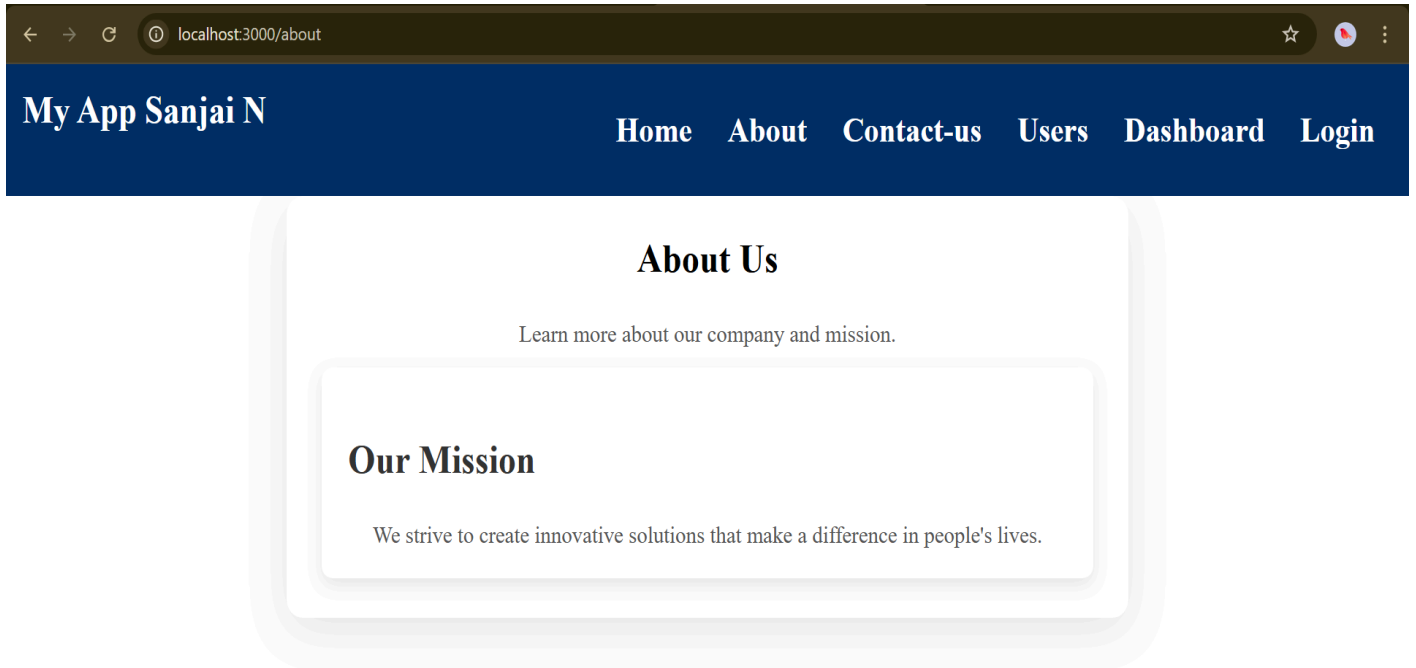 localhost:3000/about
My App Sanjai N
Home About Contact-us Users Dashboard Login
About Us
Learn more about our company and mission.
Our Mission
We strive to create innovative solutions that make a difference in people's lives.